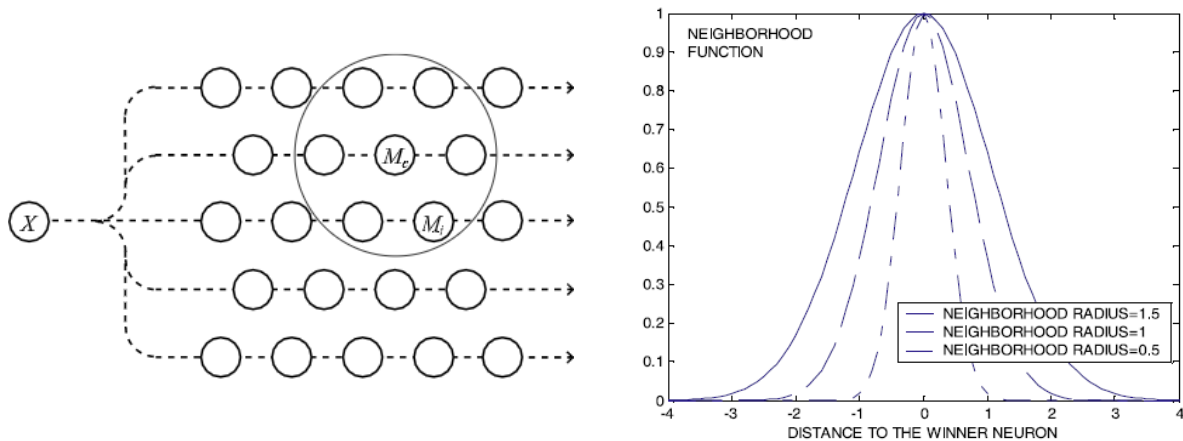 X
M_e
M_i
NEIGHBORHOOD
FUNCTION
1
0.9
0.8
0.7
0.6
0.5
0.4
0.3
0.2
0.1
0
NEIGHBORHOOD RADIUS=1.5
NEIGHBORHOOD RADIUS=1
NEIGHBORHOOD RADIUS=0.5
-4 -3 -2 -1 0 1 2 3 4
DISTANCE TO THE WINNER NEURON